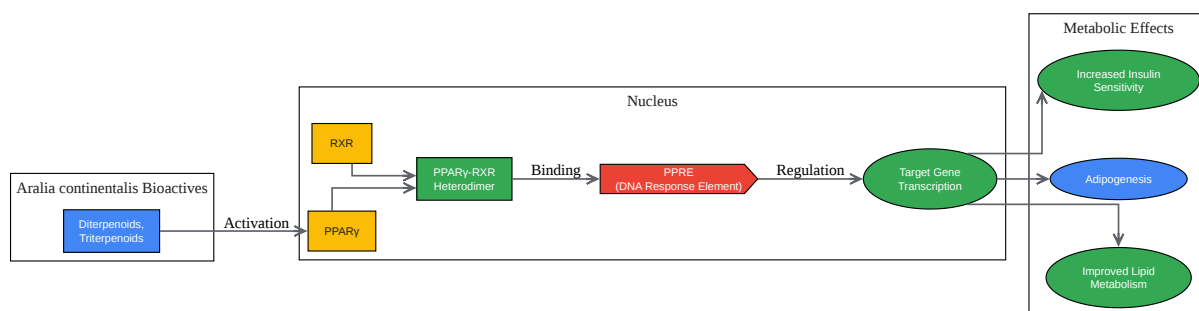 Aralia continentalis Bioactives
Diterpenoids,
Triterpenoids
Activation
Nucleus
RXR
PPARγ
PPARγ-RXR
Heterodimer
Binding
PPRE
(DNA Response Element)
Regulation
Target Gene
Transcription
Metabolic Effects
Increased Insulin
Sensitivity
Adipogenesis
Improved Lipid
Metabolism